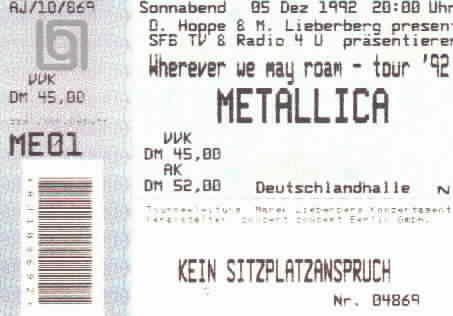 AJ/10/869
VVK
DM 45,00
ME01
Sonnabend 05 Dez 1992 20:00 Uhr
D. Hoppe & M. Lieberberg presen
SFB TV & Radio 4 U präsentieren
Wherever we may roam - tour '92
METALLICA
VVK
DM 45,00
AK
DM 52,00
Deutschlandhalle N
Tourneeleitung: Marek Lieberberg Konzertagent
Veranstalter: concert concept Berlin GmbH.
KEIN SITZPLATZANSPRUCH
Nr. 04869